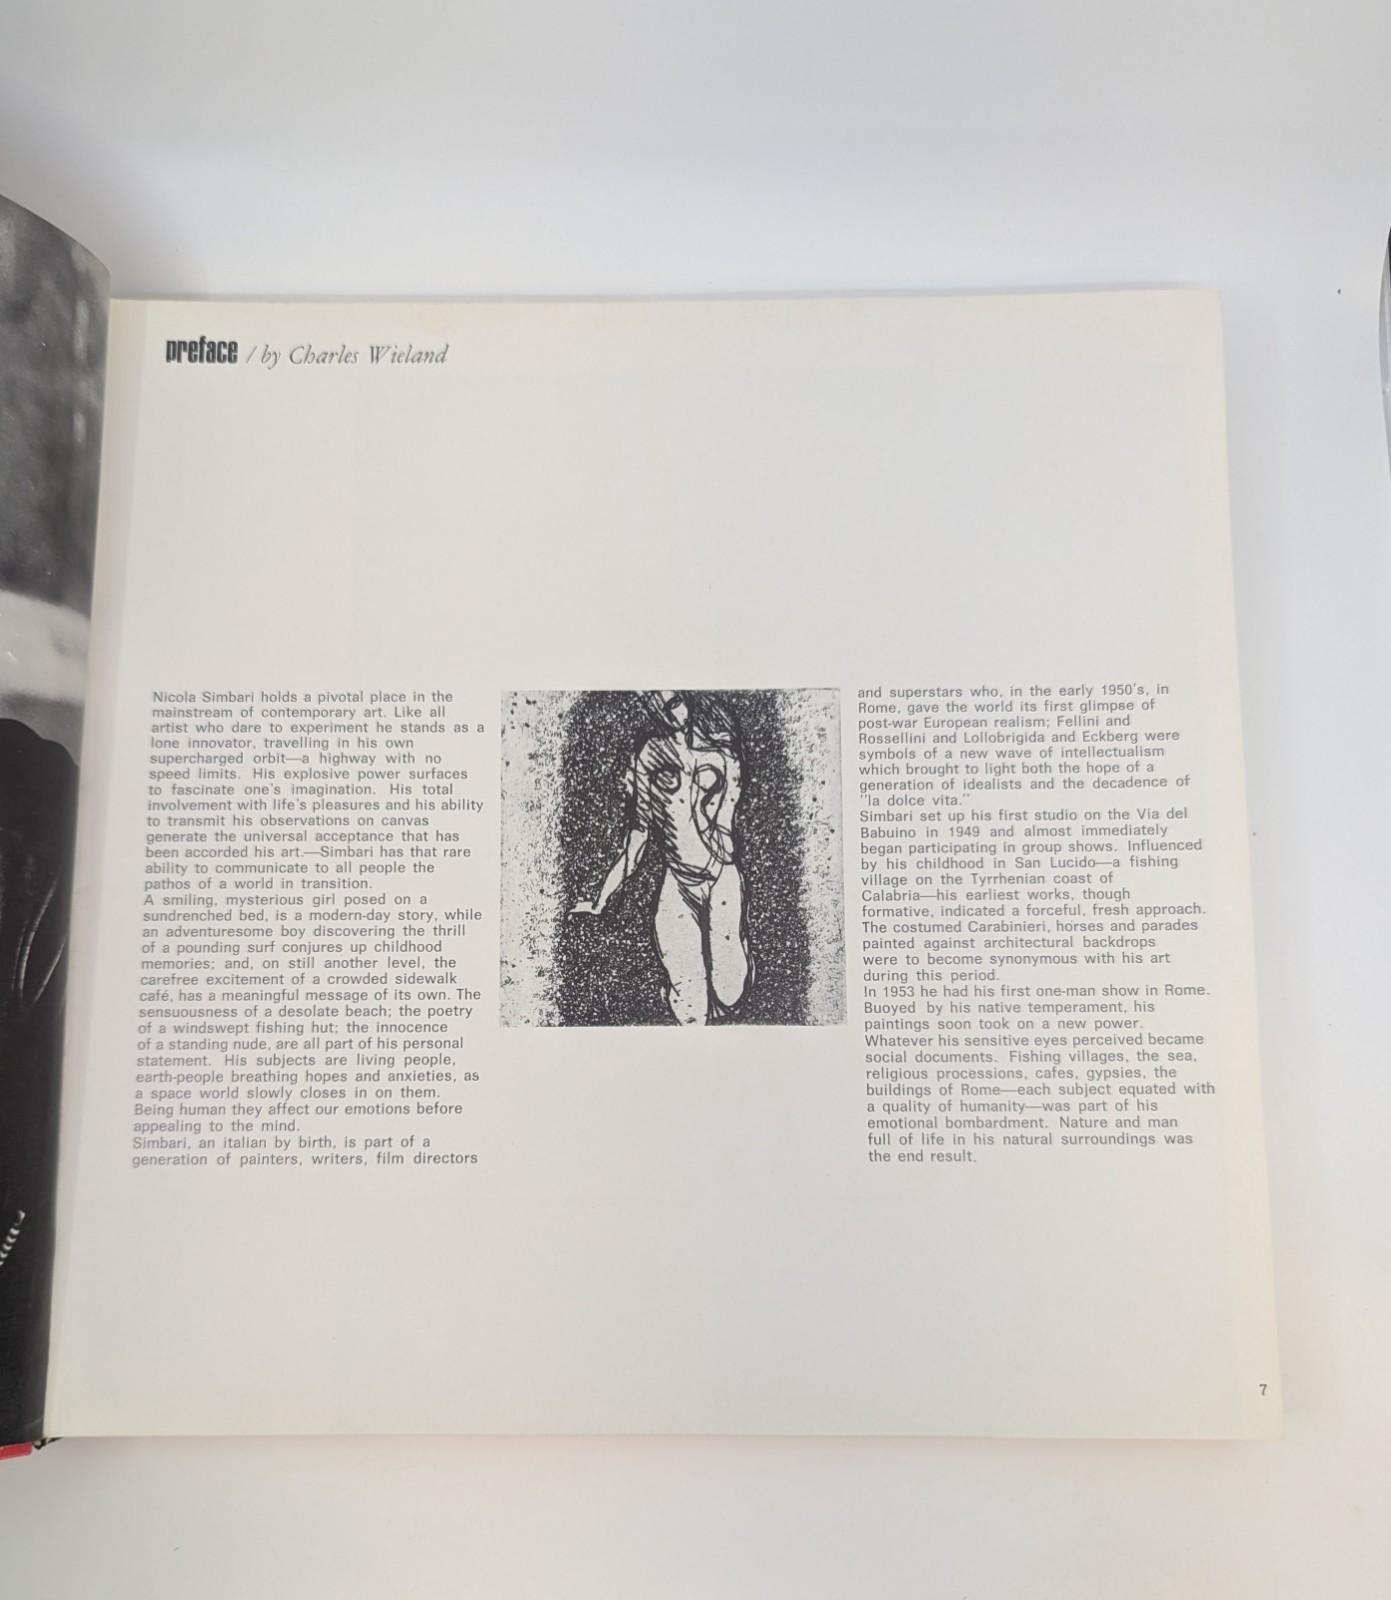 preface / by Charles Wieland
Nicola Simbari holds a pivotal place in the
mainstream of contemporary art. Like all
artist who dare to experiment he stands as a
lone innovator, travelling in his own
supercharged orbit—a highway with no
speed limits. His explosive power surfaces
to fascinate one's imagination. His total
involvement with life's pleasures and his ability
to transmit his observations on canvas
generate the universal acceptance that has
been accorded his art.—Simbari has that rare
ability to communicate to all people the
pathos of a world in transition.
A smiling, mysterious girl posed on a
sundrenched bed, is a modern-day story, while
an adventuresome boy discovering the thrill
of a pounding surf conjures up childhood
memories; and, on still another level, the
carefree excitement of a crowded sidewalk
café, has a meaningful message of its own. The
sensuousness of a desolate beach; the poetry
of a windswept fishing hut; the innocence
of a standing nude, are all part of his personal
statement. His subjects are living people,
earth-people breathing hopes and anxieties, as
a space world slowly closes in on them.
Being human they affect our emotions before
appealing to the mind.
Simbari, an italian by birth, is part of a
generation of painters, writers, film directors
and superstars who, in the early 1950's, in
Rome, gave the world its first glimpse of
post-war European realism; Fellini and
Rossellini and Lollobrigida and Eckberg were
symbols of a new wave of intellectualism
which brought to light both the hope of a
generation of idealists and the decadence of
"la dolce vita."
Simbari set up his first studio on the Via del
Babuino in 1949 and almost immediately
began participating in group shows. Influenced
by his childhood in San Lucido—a fishing
village on the Tyrrhenian coast of
Calabria—his earliest works, though
formative, indicated a forceful, fresh approach.
The costumed Carabinieri, horses and parades
painted against architectural backdrops
were to become synonymous with his art
during this period.
In 1953 he had his first one-man show in Rome.
Buoyed by his native temperament, his
paintings soon took on a new power.
Whatever his sensitive eyes perceived became
social documents. Fishing villages, the sea,
religious processions, cafes, gypsies, the
buildings of Rome—each subject equated with
a quality of humanity—was part of his
emotional bombardment. Nature and man
full of life in his natural surroundings was
the end result.
7